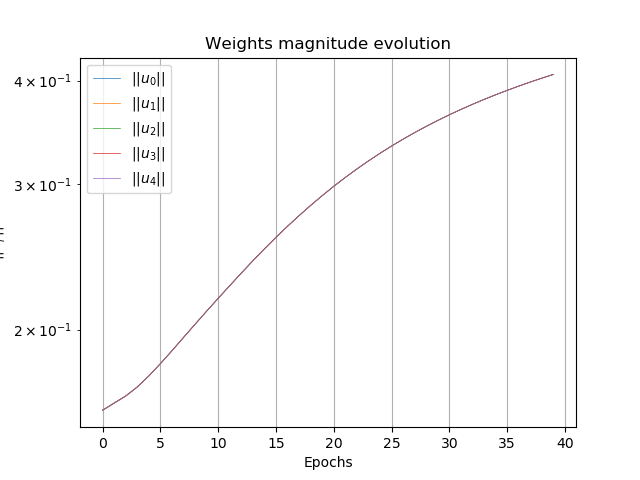 Weights magnitude evolution
4 × 10⁻¹
3 × 10⁻¹
2 × 10⁻¹
||u₀||
||u₁||
||u₂||
||u₃||
||u₄||
0 5 10 15 20 25 30 35 40
Epochs